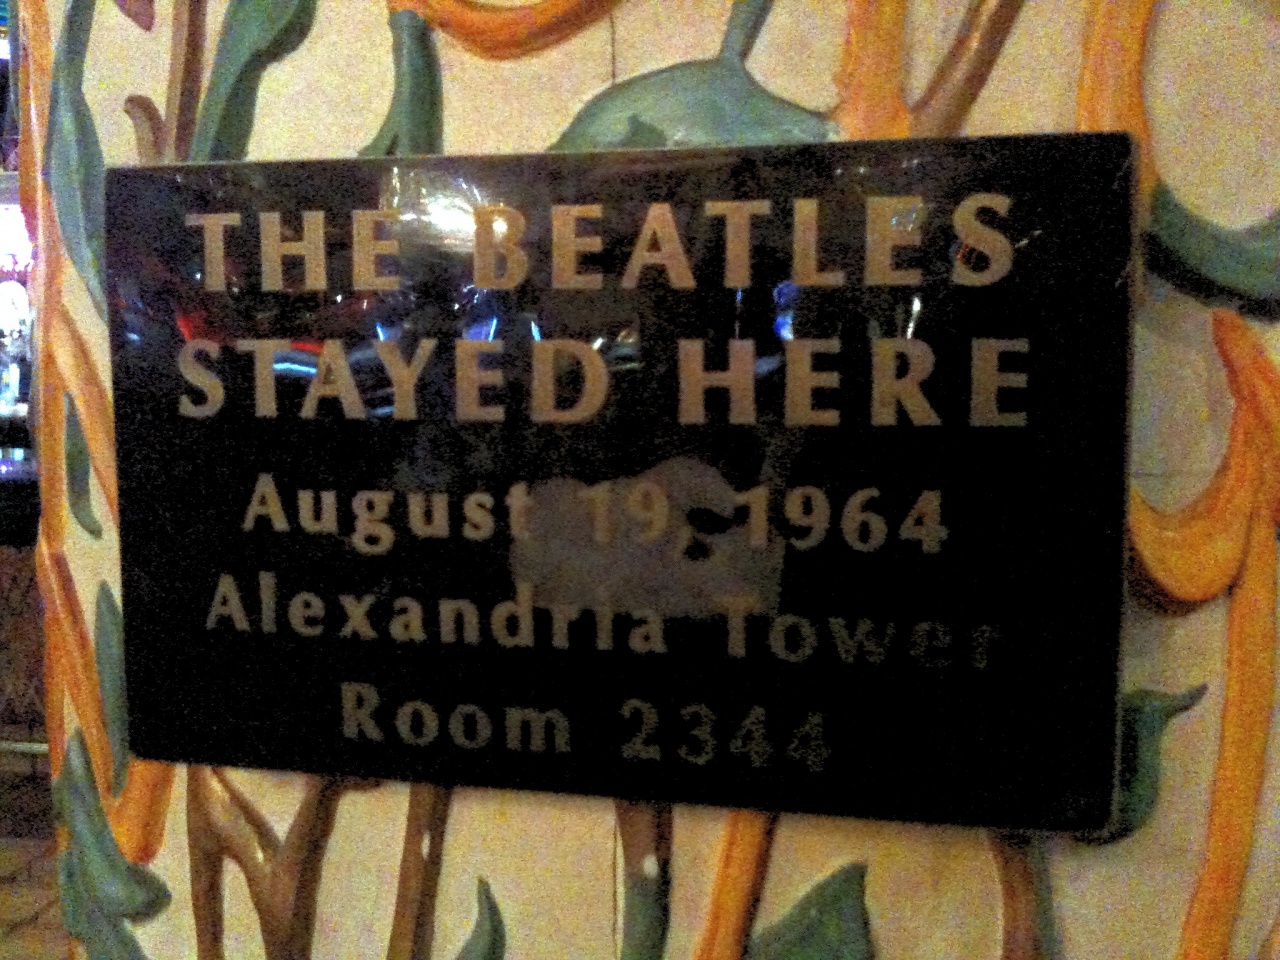 THE BEATLES
STAYED HERE
August 19, 1964
Alexandria Tower
Room 2344